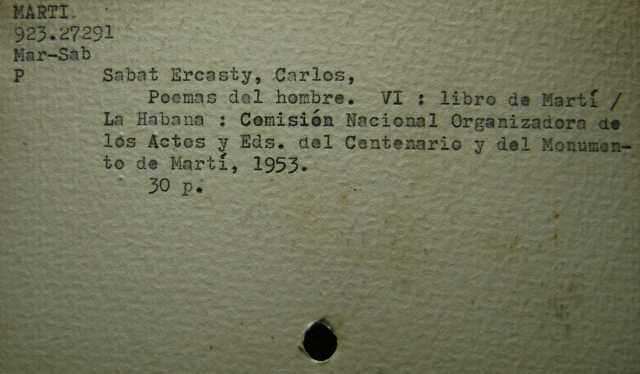 MARTI
923.27291
Mar-Sab
P Sabat Ercasty, Carlos,
Poemas del hombre. VI : libro de Martí /
La Habana : Comisión Nacional Organizadora de
los Actos y Eds. del Centenario y del Monumen-
to de Martí, 1953.
30 p.